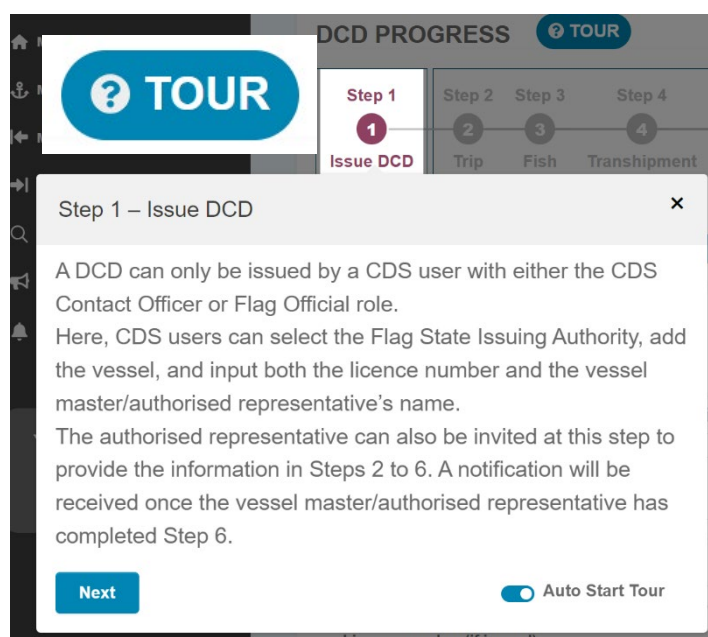 DCD PROGRESS
TOUR
TOUR
Step 1
Step 2
Step 3
Step 4
1
2
3
4
Issue DCD
Trip
Fish
Transhipment
Step 1 – Issue DCD
×
A DCD can only be issued by a CDS user with either the CDS
Contact Officer or Flag Official role.
Here, CDS users can select the Flag State Issuing Authority, add
the vessel, and input both the licence number and the vessel
master/authorised representative's name.
The authorised representative can also be invited at this step to
provide the information in Steps 2 to 6. A notification will be
received once the vessel master/authorised representative has
completed Step 6.
Next
Auto Start Tour